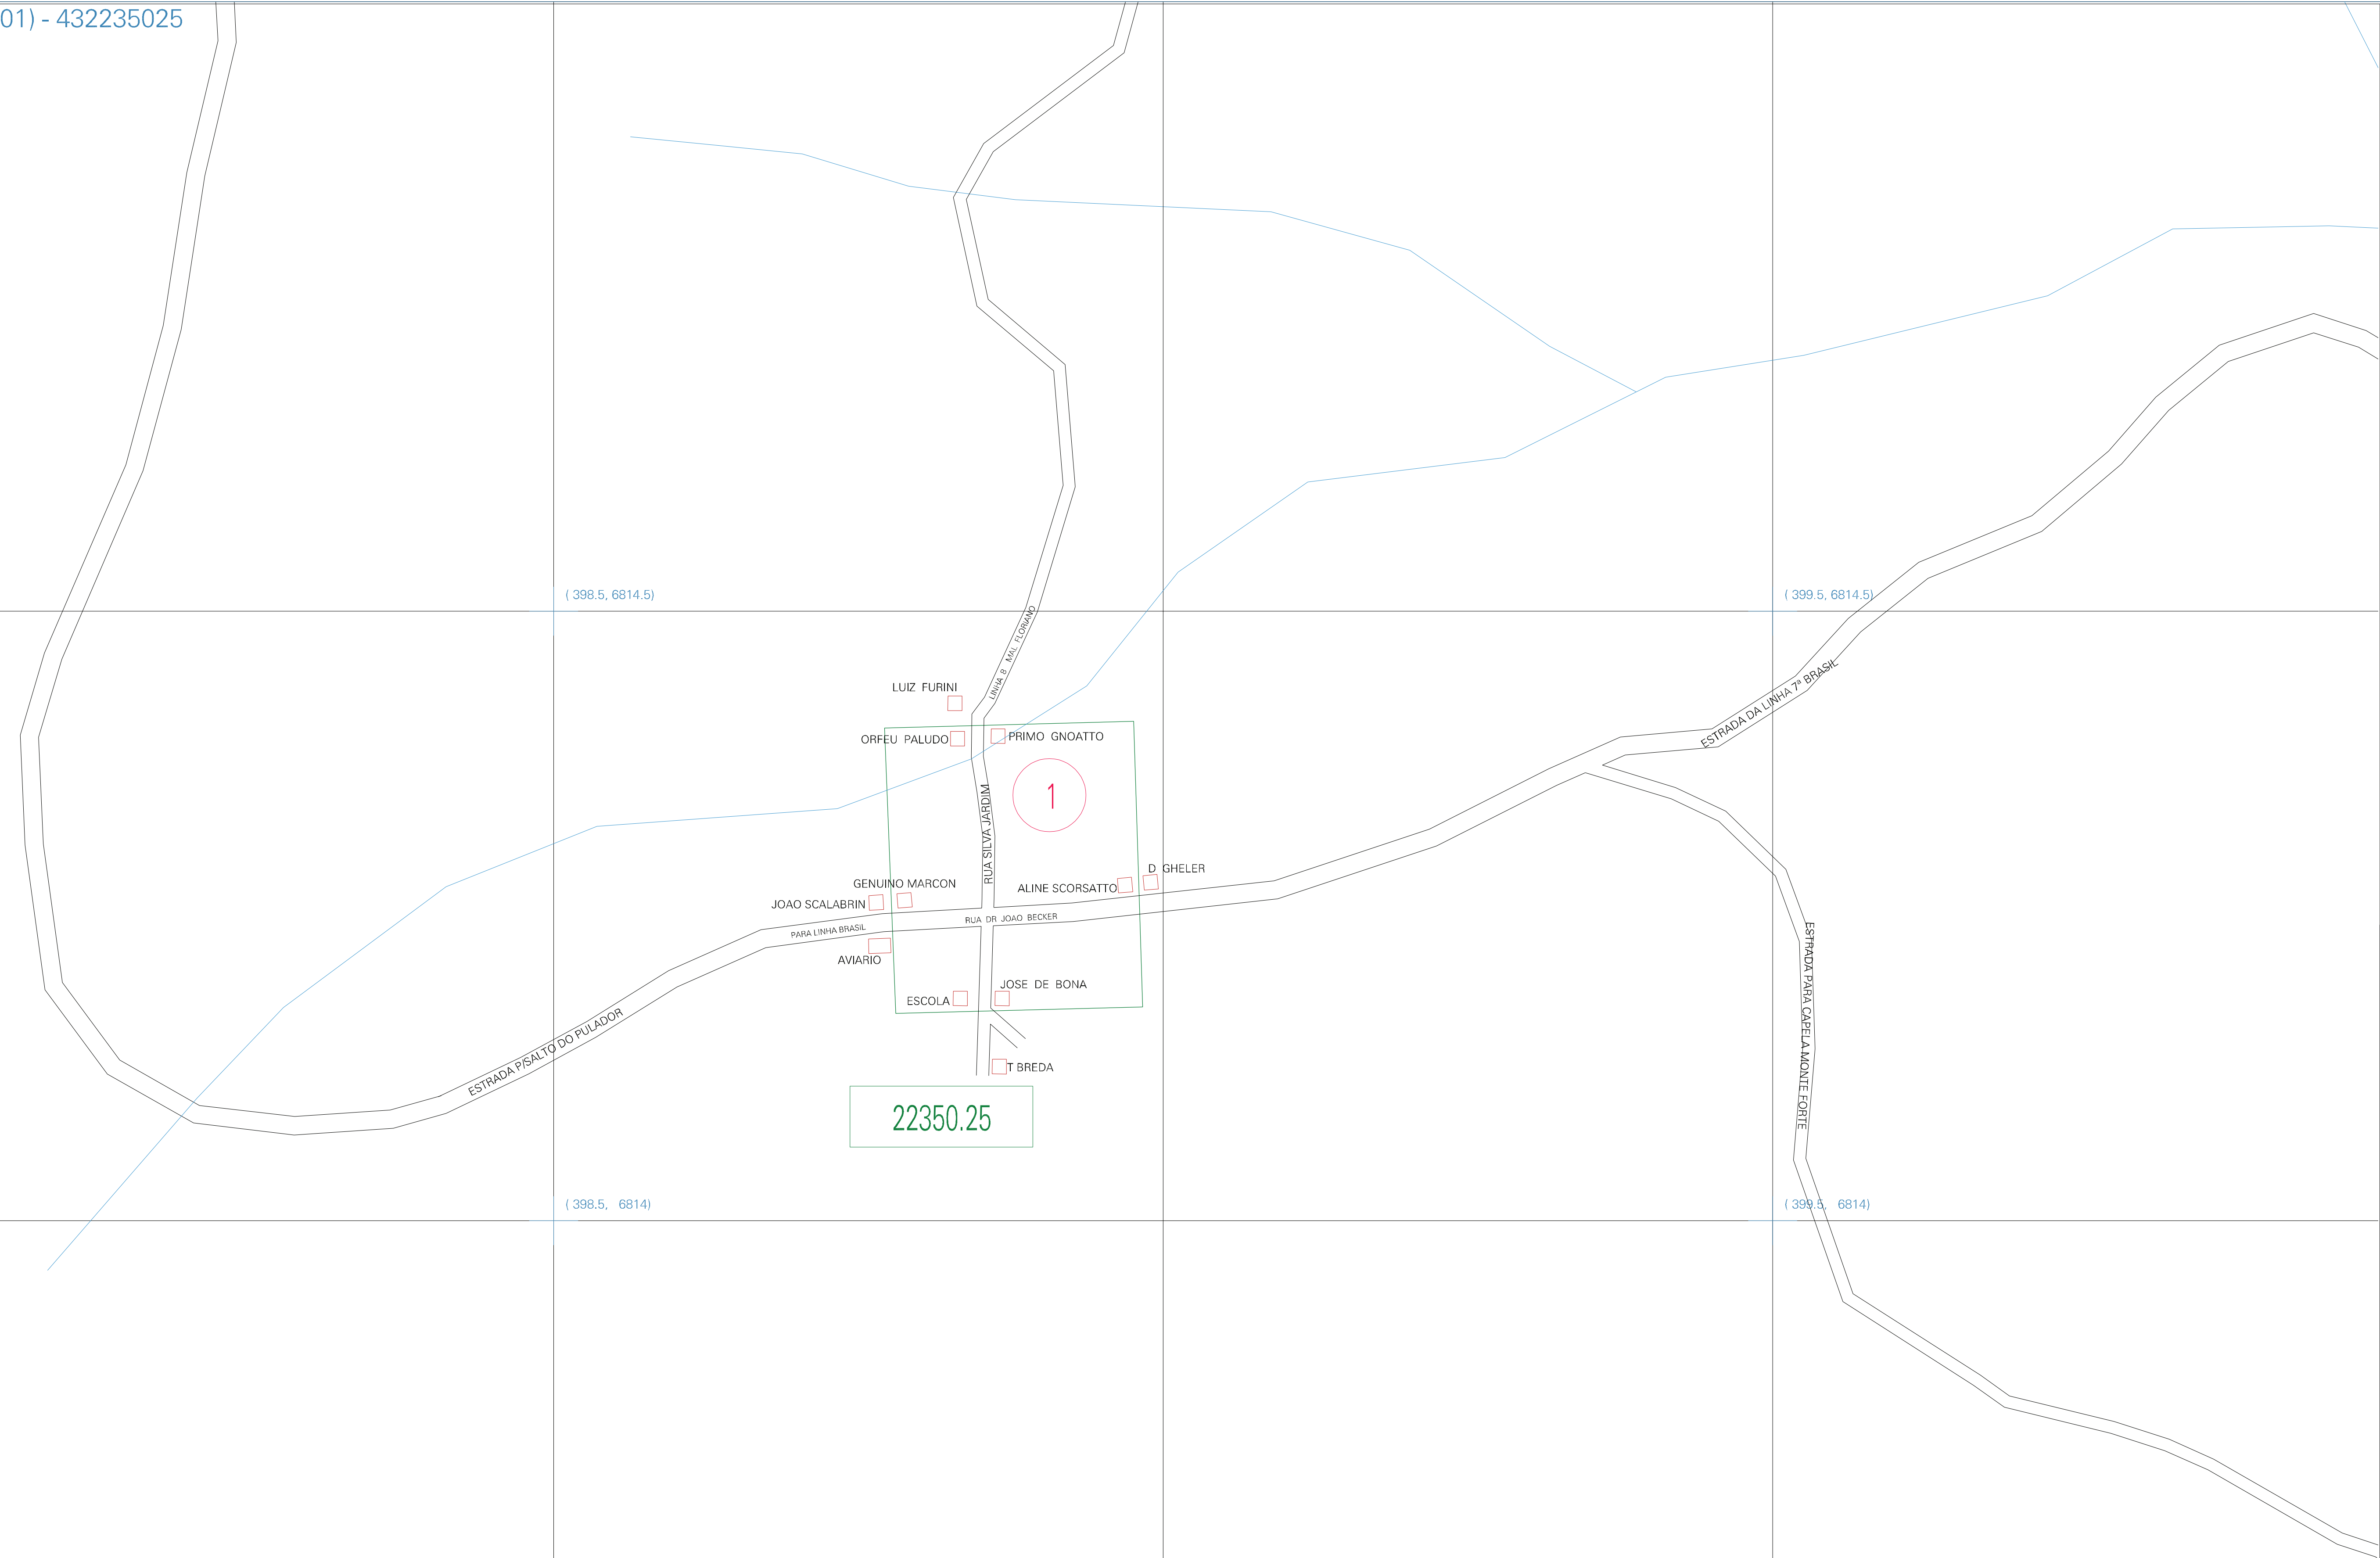 01) - 432235025
( 398.5, 6814.5)
( 399.5, 6814.5)
LINHA 8 MAL FLORIANO
ESTRADA DA LINHA 7ª BRASIL
LUIZ FURINI
ORFEU PALUDO
PRIMO GNOATTO
1
RUA SILVA JARDIM
D GHELER
GENUINO MARCON
ALINE SCORSATTO
JOAO SCALABRIN
RUA DR JOAO BECKER
PARA LINHA BRASIL
AVIARIO
ESTRADA PARA CAPELA MONTE FORTE
JOSE DE BONA
ESCOLA
ESTRADA P/SALTO DO PULADOR
T BREDA
22350.25
( 398.5, 6814)
( 399.5, 6814)